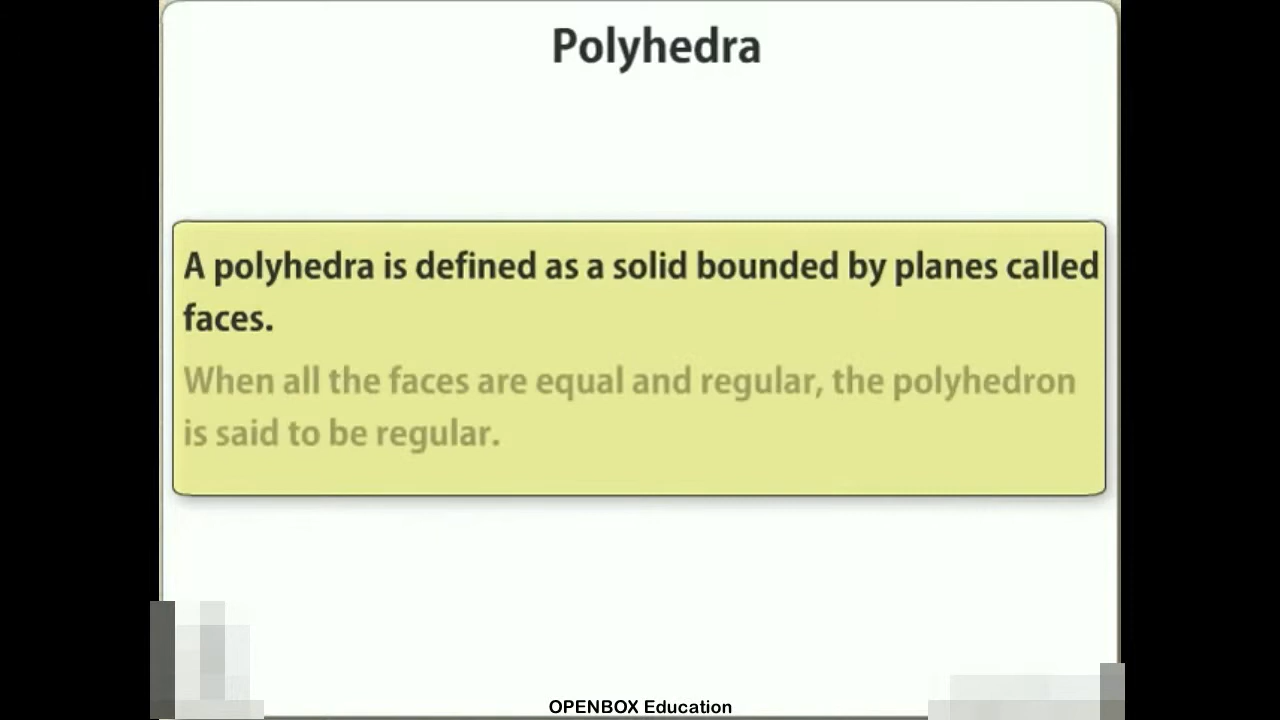 Polyhedra
A polyhedra is defined as a solid bounded by planes called
faces.
When all the faces are equal and regular, the polyhedron
is said to be regular.
OPENBOX Education